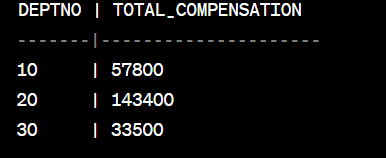 DEPTNO | TOTAL_COMPENSATION
-------|---------------------
10     | 57800
20     | 143400
30     | 33500